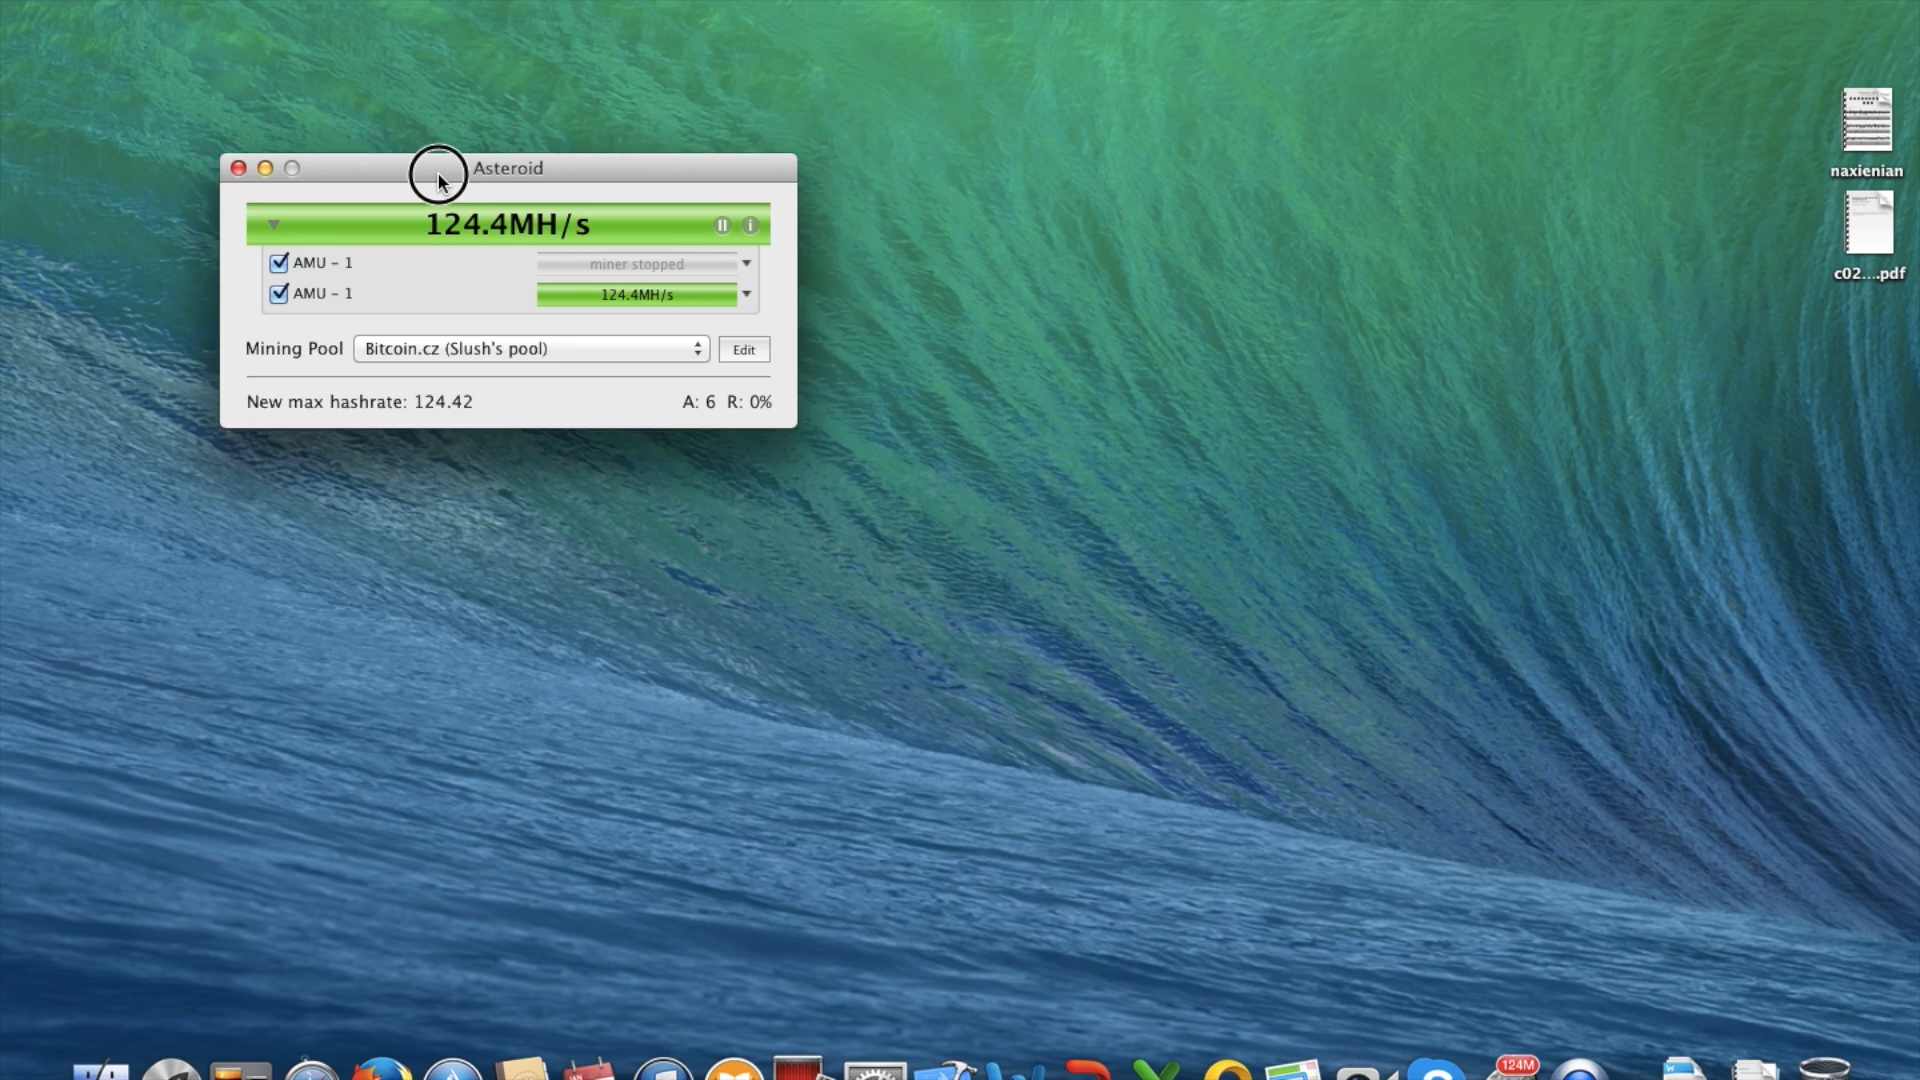 Asteroid
124.4MH/s
AMU - 1
miner stopped
AMU - 1
124.4MH/s
Mining Pool
Bitcoin.cz (Slush's pool)
Edit
New max hashrate: 124.42
A: 6 R: 0%
naxienian
c02....pdf
JAN
124M